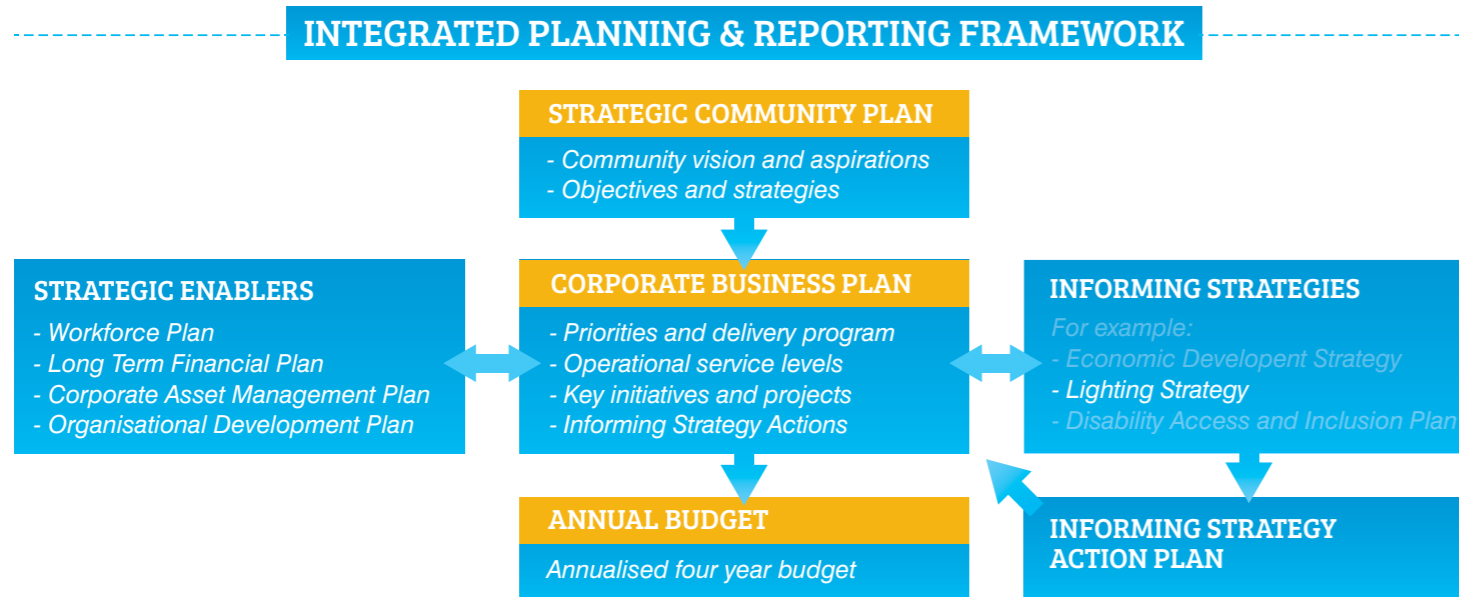 INTEGRATED PLANNING & REPORTING FRAMEWORK
STRATEGIC COMMUNITY PLAN
- Community vision and aspirations
- Objectives and strategies
STRATEGIC ENABLERS
- Workforce Plan
- Long Term Financial Plan
- Corporate Asset Management Plan
- Organisational Development Plan
CORPORATE BUSINESS PLAN
- Priorities and delivery program
- Operational service levels
- Key initiatives and projects
- Informing Strategy Actions
INFORMING STRATEGIES
For example:
- Economic Developent Strategy
- Lighting Strategy
- Disability Access and Inclusion Plan
ANNUAL BUDGET
Annualised four year budget
INFORMING STRATEGY
ACTION PLAN